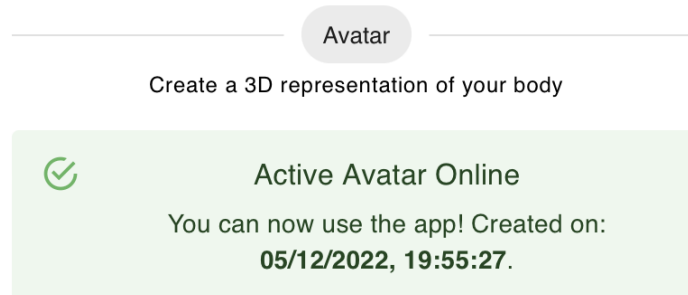 Avatar
Create a 3D representation of your body
Active Avatar Online
You can now use the app! Created on:
05/12/2022, 19:55:27.